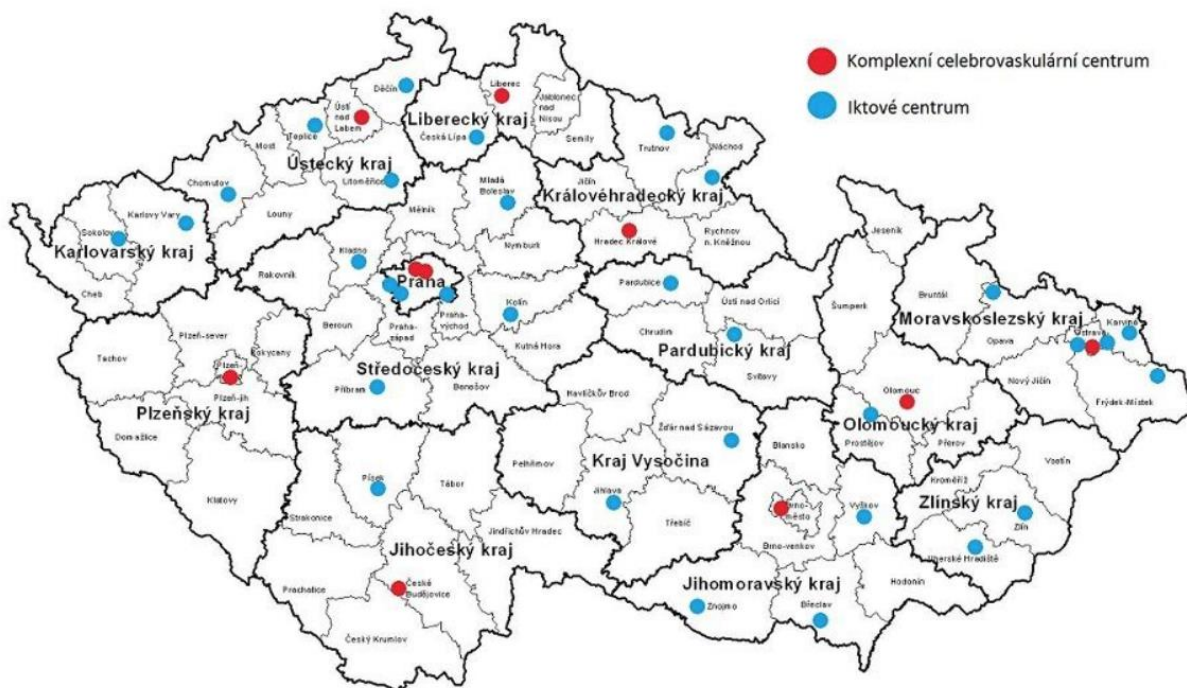 Komplexní celebrovaskulární centrum
Iktové centrum
Děčín
Liberec
Ústí
nad
Labem
Jablonec
nad
Nisou
Liberecký kraj
Teplice
Česká Lípa
Semily
Trutnov
Náchod
Most
Ústecký kraj
Chomutov
Litoměřice
Mladá
Boleslav
Jičín
Královéhradecký kraj
Louny
Mělník
Karlovy Vary
Sokolov
Karlovarský kraj
Cheb
Nymburk
Hradec Králové
Rychnov
n. Kněžnou
Jeseník
Kladno
Rakovník
Praha
Kolín
Pardubice
Ústí nad Orlicí
Šumperk
Bruntál
Moravskoslezský kraj
Karviná
Ostrava
Opava
Beroun
Praha-
západ
Praha-
východ
Kutná Hora
Chrudim
Pardubický kraj
Svitavy
Plzeň-sever
Rokycany
Tachov
Plzeň-
Plzeň-jih
Plzeňský kraj
Domažlice
Klatovy
Středočeský kraj
Příbram
Benešov
Havlíčkův Brod
Nový Jičín
Frýdek-Místek
Olomouc
Olomoucký kraj
Prostějov
Přerov
Žďár nad Sázavou
Blansko
Kraj Vysočina
Pelhřimov
Jihlava
Třebíč
Vsetín
Kroměříž
Zlínský kraj
Zlín
Uherské Hradiště
Písek
Tábor
Strakonice
Jindřichův Hradec
Jihočeský kraj
Brno-
město
Vyškov
Brno-venkov
Prachatice
České
Budějovice
Český Krumlov
Jihomoravský kraj
Hodonín
Znojmo
Břeclav